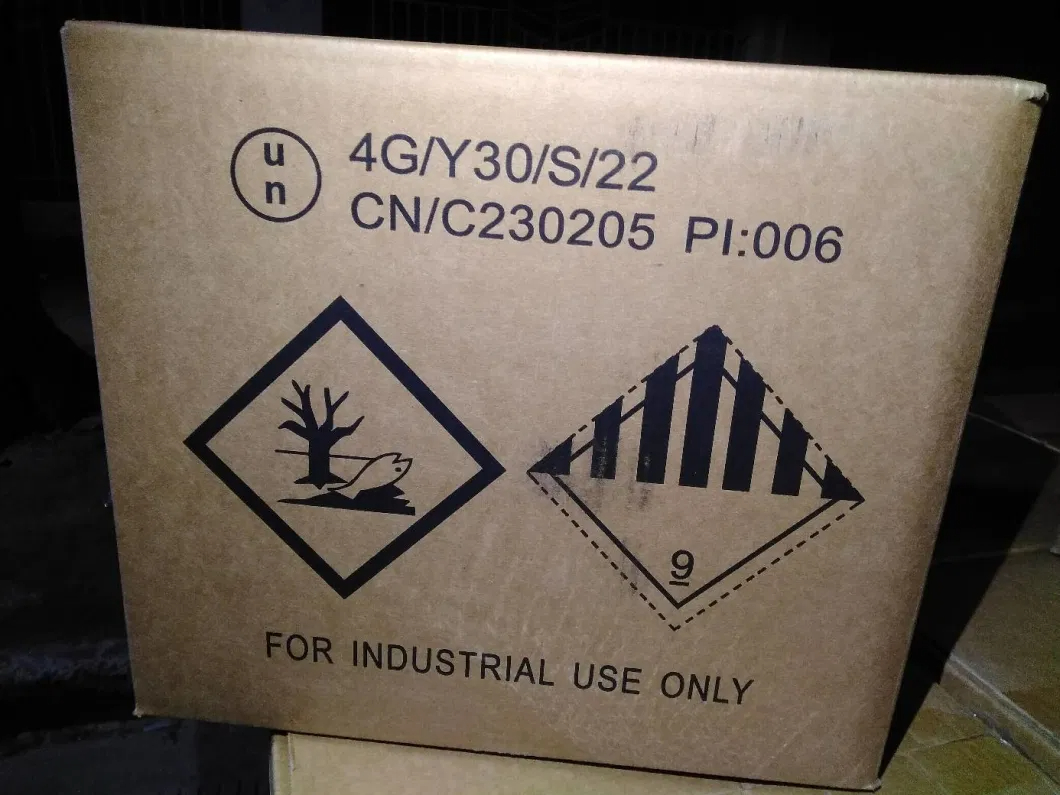 u
n
4G/Y30/S/22
CN/C230205 PI:006
9
FOR INDUSTRIAL USE ONLY